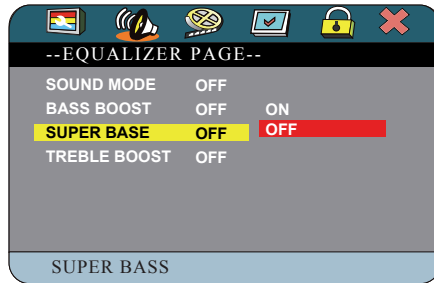 --EQUALIZER PAGE--
SOUND MODE OFF
BASS BOOST OFF ON
SUPER BASE OFF OFF
TREBLE BOOST OFF
SUPER BASS